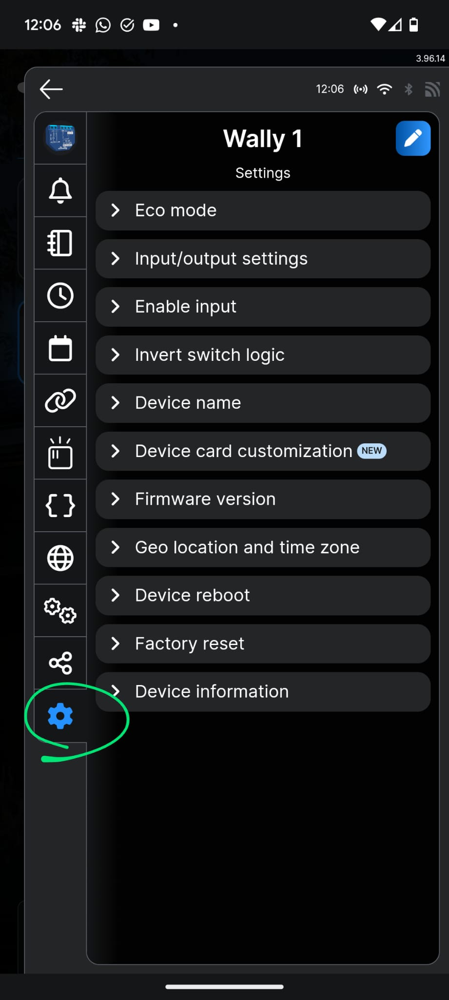 12:06
3.96.14
12:06
Wally 1
Settings
Eco mode
Input/output settings
Enable input
Invert switch logic
Device name
Device card customization NEW
Firmware version
Geo location and time zone
Device reboot
Factory reset
Device information